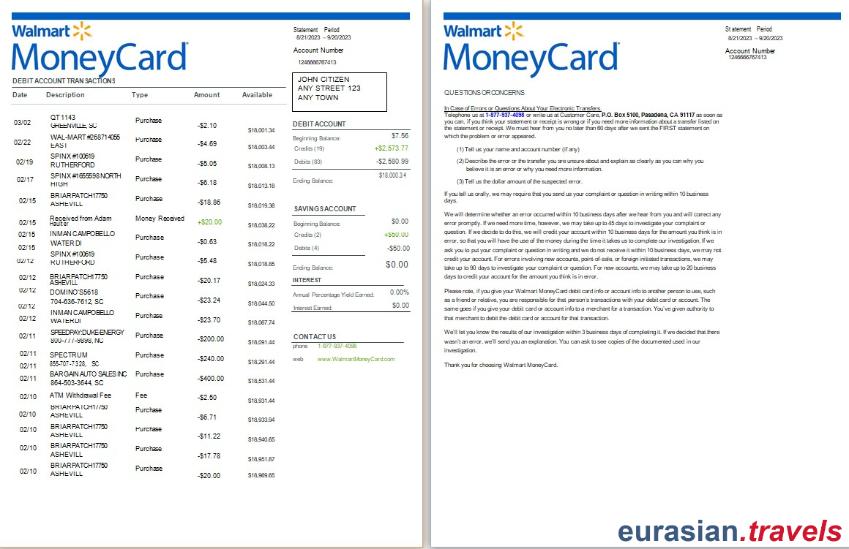 Walmart
MoneyCard
Statement Period
8/21/2023 – 9/20/2023
Account Number
1246666767413
JOHN CITIZEN
ANY STREET 123
ANY TOWN
DEBIT ACCOUNT TRANSACTIONS
Date Description Type Amount Available
03/02 QT 1143 GREENVILLE, SC Purchase -$2.10 $18,001.34
02/22 WAL-MART #268714055 EAST Purchase -$4.69 $18,003.44
02/19 SPINX #100619 RUTHERFORD Purchase -$5.05 $18,008.13
02/17 SPINX #1655598 NORTH HIGH Purchase -$6.18 $18,013.18
02/15 BRIARPATCH17750 ASHEVILL Purchase -$18.86 $18,019.38
02/15 Received from Adam Money Received +$20.00 $18,038.22
02/15 INMAN CAMPOBELLO WATER DI Purchase -$0.63 $18,018.22
02/12 SPINX #100619 RUTHERFORD Purchase -$5.48 $18,018.85
02/12 BRIARPATCH17750 ASHEVILL Purchase -$20.17 $18,024.33
02/12 DOMINO'S 5618 704-636-7612, SC Purchase -$23.24 $18,044.50
02/12 INMAN CAMPOBELLO WATER DI Purchase -$23.70 $18,067.74
02/11 SPEEDPAY:DUKE-ENERGY 800-777-9898, NC Purchase -$200.00 $18,091.44
02/11 SPECTRUM 855-707-7328, SC Purchase -$240.00 $18,291.44
02/11 BARGAIN AUTO SALES INC 864-503-3644, SC Purchase -$400.00 $18,531.44
02/10 ATM Withdrawal Fee Fee -$2.50 $18,931.44
02/10 BRIARPATCH17750 ASHEVILL Purchase -$6.71 $18,933.94
02/10 BRIARPATCH17750 ASHEVILL Purchase -$11.22 $18,940.65
02/10 BRIARPATCH17750 ASHEVILL Purchase -$17.78 $18,951.87
02/10 BRIARPATCH17750 ASHEVILL Purchase -$20.00 $18,969.65
DEBIT ACCOUNT
Beginning Balance: $7.56
Credits (19) +$2,573.77
Debits (83) -$2,580.99
Ending Balance: $18,000.34
SAVINGS ACCOUNT
Beginning Balance: $0.00
Credits (2) +$50.00
Debits (4) -$50.00
Ending Balance: $0.00
INTEREST
Annual Percentage Yield Earned: 0.00%
Interest Earned: $0.00
CONTACT US
phone 1-877-937-4098
web www.WalmartMoneyCard.com
Walmart
MoneyCard
Statement Period
8/21/2023 – 9/20/2023
Account Number
1246666767413
QUESTIONS OR CONCERNS
In Case of Errors or Questions About Your Electronic Transfers,
Telephone us at 1-877-937-4098 or write us at County, P.O. Box 5100, Pasadena, CA 91117 as soon as
you can, if you think your statement or receipt is wrong or if you need more information about a transfer listed on
the statement or receipt. We must hear from you no later than 60 days after we sent the FIRST statement on
which the problem or error appeared.
(1) Tell us your name and account number (if any)
(2) Describe the error or the transfer you are unsure about and explain as clearly as you can why you
believe it is an error or why you need more information.
(3) Tell us the dollar amount of the suspected error.
If you tell us orally, we may require that you send us your complaint or question in writing within 10 business
days.
We will determine whether an error occurred within 10 business days after we hear from you and will correct any
error promptly. If we need more time, however, we may take up to 45 days to investigate your complaint or
question. If we decide to do this, we will credit your account within 10 business days for the amount you think is in
error, so that you will have the use of the money during the time it takes us to complete our investigation. If we
ask you to put your complaint or question in writing and we do not receive it within 10 business days, we may not
credit your account. For errors involving new accounts, point-of-sale, or foreign initiated transactions, we may
take up to 90 days to investigate your complaint or question. For new accounts, we may take up to 20 business
days to credit your account for the amount you think is in error.
Please note, if you give your Walmart MoneyCard debit card info or account info to another person to use, such
as a friend or relative, you are responsible for that person's transactions with your debit card or account. The
same goes if you give your debit card or account info to a merchant for a transaction. You've given authority to
that merchant to debit the debit card or account for that transaction.
We'll let you know the results of our investigation within 3 business days of completing it. If we decided that there
wasn't an error, we'll send you an explanation. You can ask to see copies of the documented used in our
investigation.
Thank you for choosing Walmart MoneyCard.
eurasian.travels